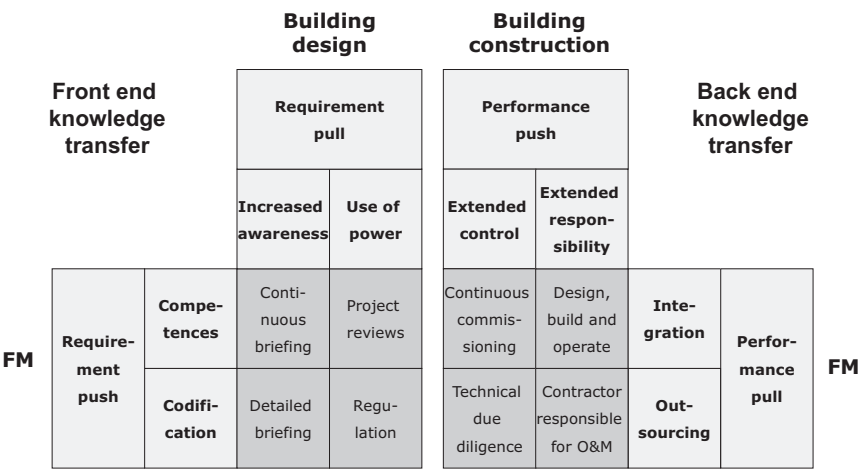 Building
design
Building
construction
Front end
knowledge
transfer
Requirement
pull
Performance
push
Back end
knowledge
transfer
Increased
awareness
Use of
power
Extended
control
Extended
respon-
sibility
FM
Require-
ment
push
Compe-
tences
Conti-
nuous
briefing
Project
reviews
Continuous
commis-
sioning
Design,
build and
operate
Inte-
gration
Codifi-
cation
Detailed
briefing
Regu-
lation
Technical
due
diligence
Contractor
responsible
for O&M
Out-
sourcing
Perfor-
mance
pull
FM